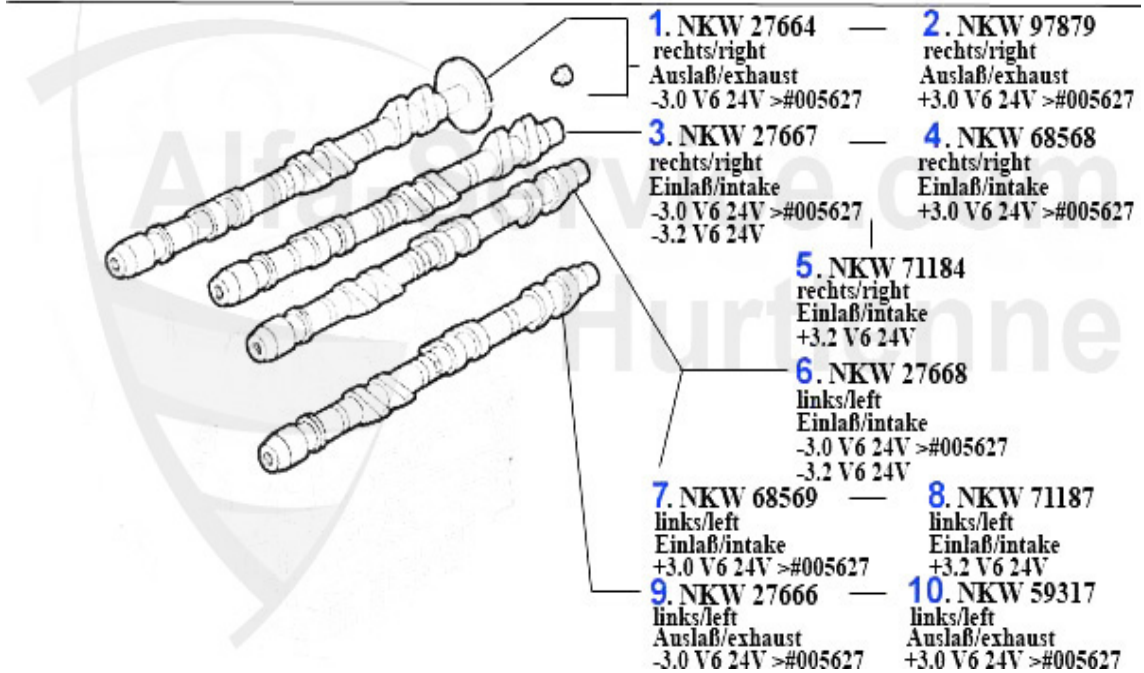 1. NKW 27664 — 2. NKW 97879
rechts/right rechts/right
Auslaß/exhaust Auslaß/exhaust
-3.0 V6 24V >#005627 +3.0 V6 24V >#005627
3. NKW 27667 — 4. NKW 68568
rechts/right rechts/right
Einlaß/intake Einlaß/intake
-3.0 V6 24V >#005627 +3.0 V6 24V >#005627
-3.2 V6 24V
5. NKW 71184
rechts/right
Einlaß/intake
+3.2 V6 24V
6. NKW 27668
links/left
Einlaß/intake
-3.0 V6 24V >#005627
-3.2 V6 24V
7. NKW 68569 — 8. NKW 71187
links/left links/left
Einlaß/intake Einlaß/intake
+3.0 V6 24V >#005627 +3.2 V6 24V
9. NKW 27666 — 10. NKW 59317
links/left links/left
Auslaß/exhaust Auslaß/exhaust
-3.0 V6 24V >#005627 +3.0 V6 24V >#005627
Alfa-Service.com
Hurtienne